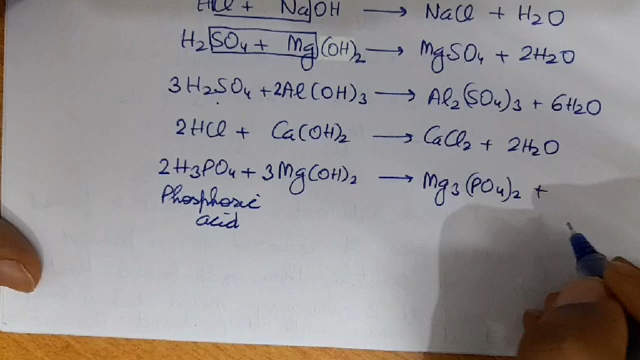 HCl + NaOH → NaCl + H₂O
H₂SO₄ + Mg(OH)₂ → MgSO₄ + 2H₂O
3H₂SO₄ + 2Al(OH)₃ → Al₂(SO₄)₃ + 6H₂O
2HCl + Ca(OH)₂ → CaCl₂ + 2H₂O
2H₃PO₄ + 3Mg(OH)₂ → Mg₃(PO₄)₂ +
Phosphoric
acid